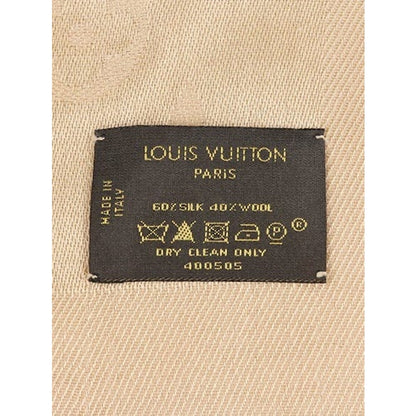 LOUIS VUITTON
PARIS
MADE IN
ITALY
60% SILK 40% WOOL
P ®
DRY CLEAN ONLY
400505